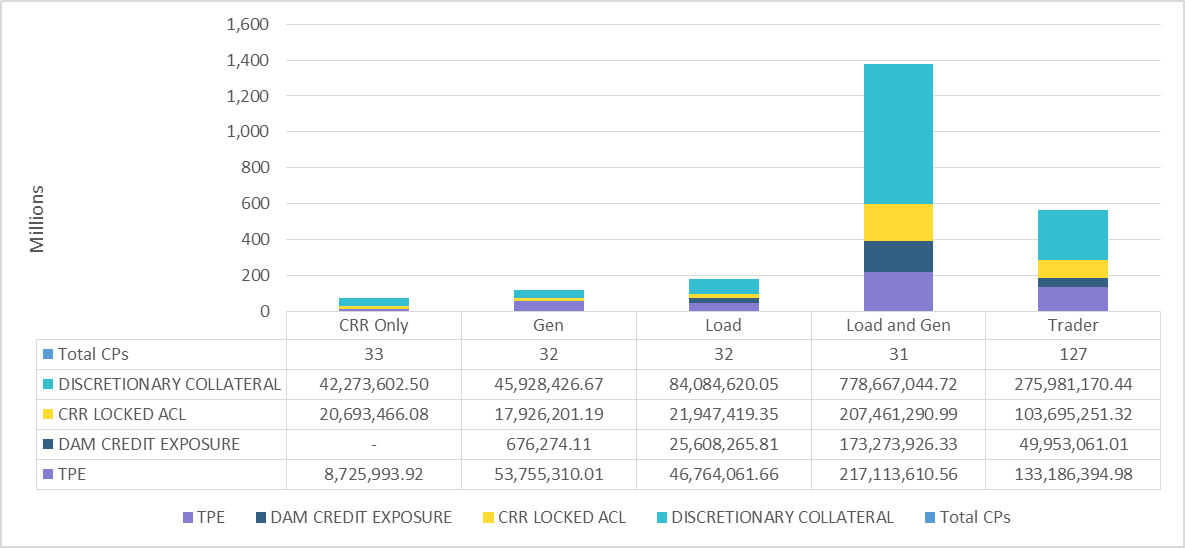 1,600
1,400
1,200
1,000
800
600
400
200
0
Millions
CRR Only Gen Load Load and Gen Trader
Total CPs 33 32 32 31 127
DISCRETIONARY COLLATERAL 42,273,602.50 45,928,426.67 84,084,620.05 778,667,044.72 275,981,170.44
CRR LOCKED ACL 20,693,466.08 17,926,201.19 21,947,419.35 207,461,290.99 103,695,251.32
DAM CREDIT EXPOSURE - 676,274.11 25,608,265.81 173,273,926.33 49,953,061.01
TPE 8,725,993.92 53,755,310.01 46,764,061.66 217,113,610.56 133,186,394.98
TPE DAM CREDIT EXPOSURE CRR LOCKED ACL DISCRETIONARY COLLATERAL Total CPs